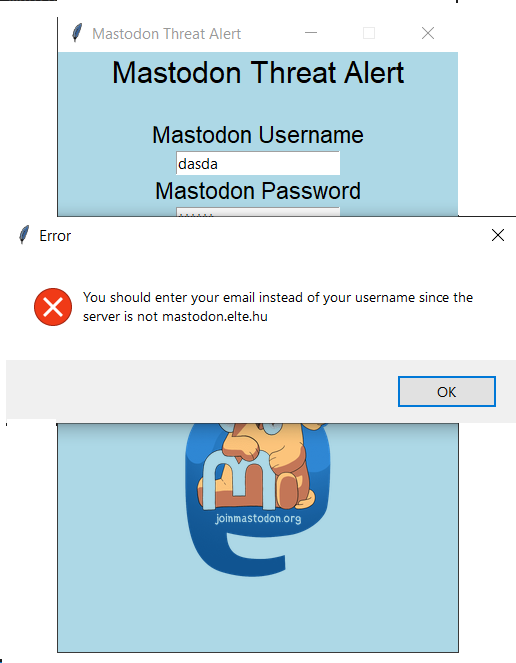 Mastodon Threat Alert
Mastodon Threat Alert
Mastodon Username
dasda
Mastodon Password
Error
You should enter your email instead of your username since the
server is not mastodon.elte.hu
OK
joinmastodon.org